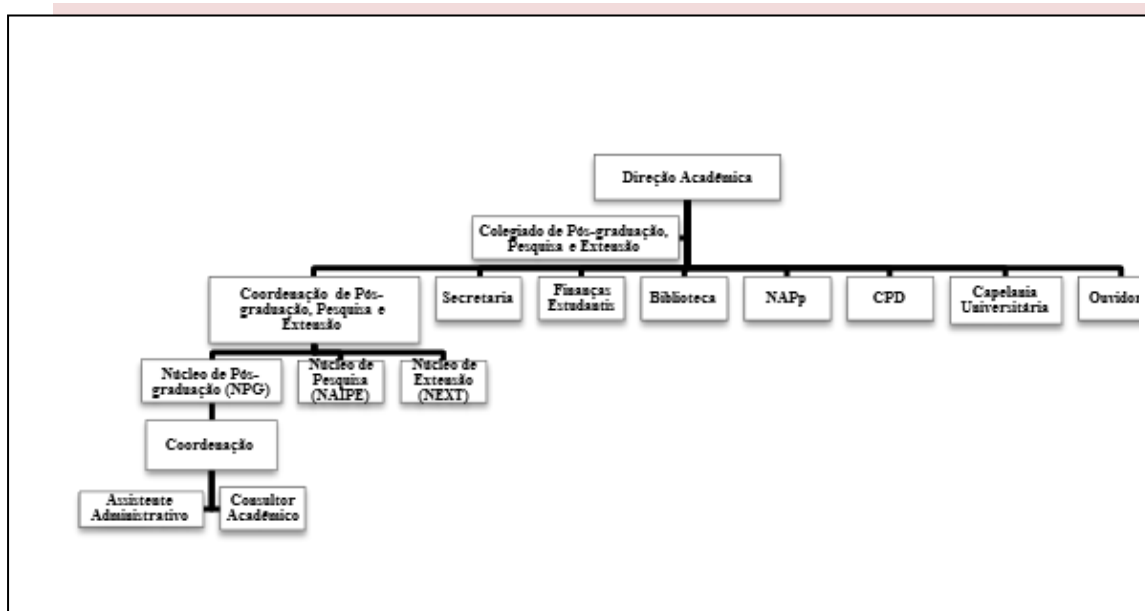 Direção Acadêmica
Colegiado de Pós-graduação,
Pesquisa e Extensão
Coordenação de Pós-
graduação, Pesquisa e
Extensão
Secretaria
Finanças
Estudantis
Biblioteca
NAPp
CPD
Capelania
Universitária
Núcleo de Pós-
graduação (NPG)
Núcleo de
Pesquisa
(NAIPE)
Núcleo de
Extensão
(NEXT)
Coordenação
Assistente
Administrativo
Consultor
Acadêmico